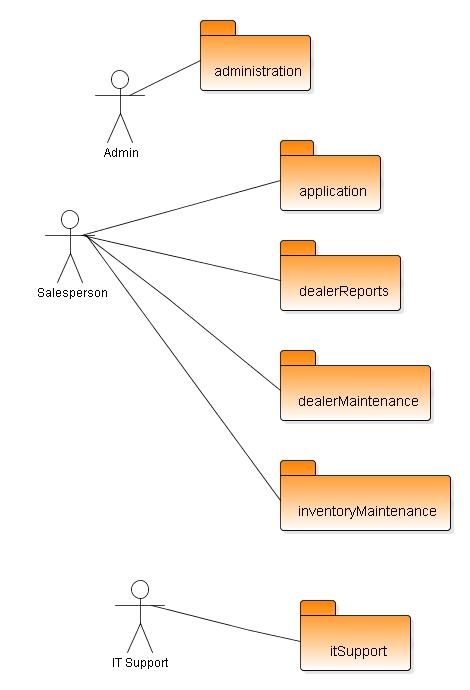 administration
Admin
application
Salesperson
dealerReports
dealerMaintenance
inventoryMaintenance
itSupport
IT Support